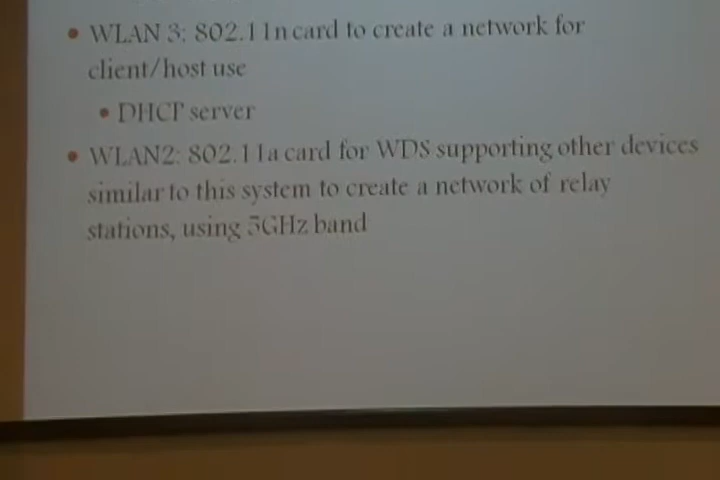 • WLAN 3: 802.11n card to create a network for
client/host use
• DHCP server
• WLAN2: 802.11a card for WDS supporting other devices
similar to this system to create a network of relay
stations, using 5GHz band